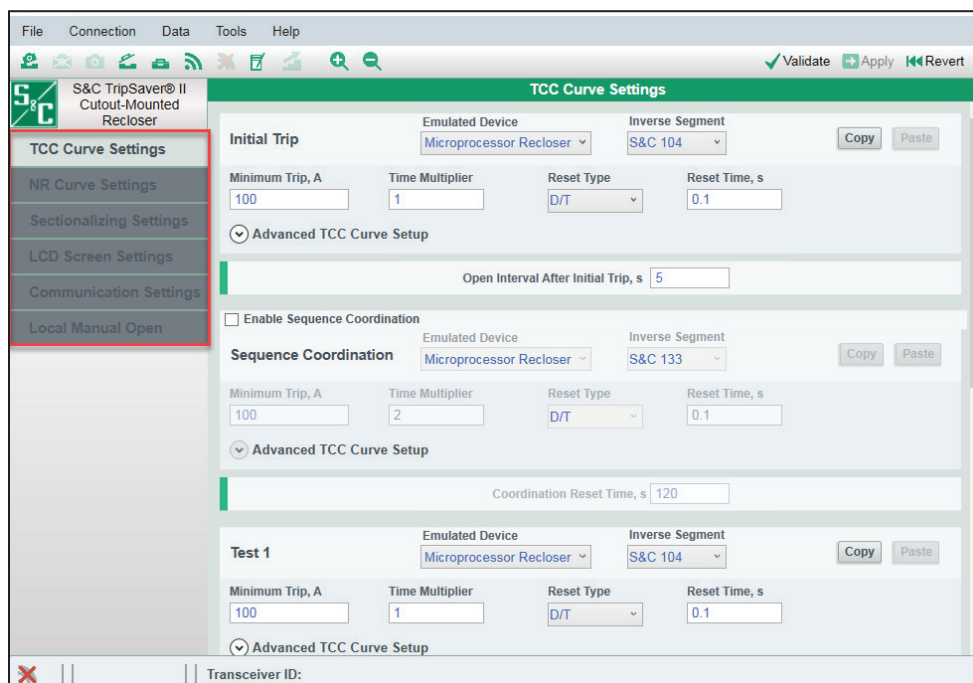 File Connection Data Tools Help
Validate Apply Revert
S&C
S&C TripSaver® II
Cutout-Mounted
Recloser
TCC Curve Settings
NR Curve Settings
Sectionalizing Settings
LCD Screen Settings
Communication Settings
Local Manual Open
TCC Curve Settings
Initial Trip
Emulated Device
Microprocessor Recloser
Inverse Segment
S&C 104
Copy Paste
Minimum Trip, A Time Multiplier Reset Type Reset Time, s
100 1 D/T 0.1
Advanced TCC Curve Setup
Open Interval After Initial Trip, s 5
Enable Sequence Coordination
Sequence Coordination
Emulated Device
Microprocessor Recloser
Inverse Segment
S&C 133
Copy Paste
Minimum Trip, A Time Multiplier Reset Type Reset Time, s
100 2 D/T 0.1
Advanced TCC Curve Setup
Coordination Reset Time, s 120
Test 1
Emulated Device
Microprocessor Recloser
Inverse Segment
S&C 104
Copy Paste
Minimum Trip, A Time Multiplier Reset Type Reset Time, s
100 1 D/T 0.1
Advanced TCC Curve Setup
Transceiver ID: